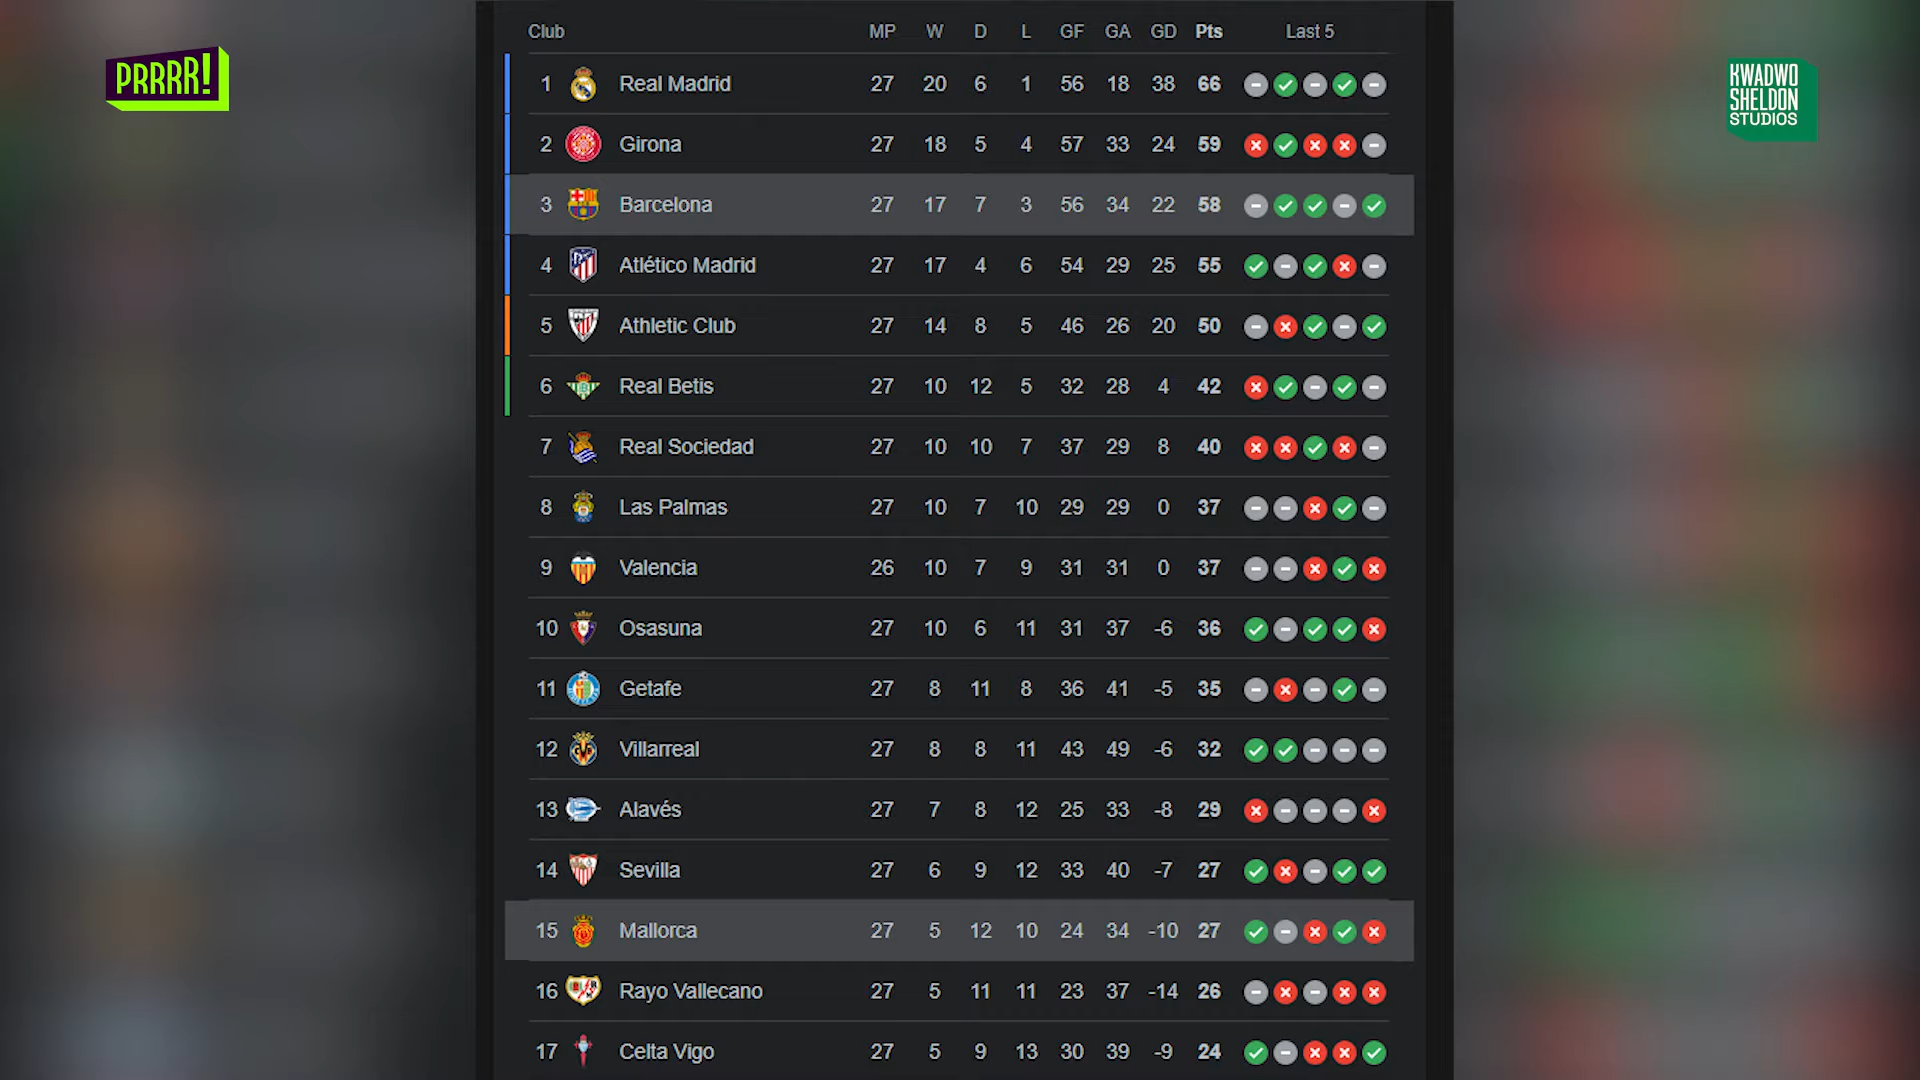 PRRRR!
KWADWO
SHELDON
STUDIOS
Club MP W D L GF GA GD Pts Last 5
1 Real Madrid 27 20 6 1 56 18 38 66
2 Girona 27 18 5 4 57 33 24 59
3 Barcelona 27 17 7 3 56 34 22 58
4 Atlético Madrid 27 17 4 6 54 29 25 55
5 Athletic Club 27 14 8 5 46 26 20 50
6 Real Betis 27 10 12 5 32 28 4 42
7 Real Sociedad 27 10 10 7 37 29 8 40
8 Las Palmas 27 10 7 10 29 29 0 37
9 Valencia 26 10 7 9 31 31 0 37
10 Osasuna 27 10 6 11 31 37 -6 36
11 Getafe 27 8 11 8 36 41 -5 35
12 Villarreal 27 8 8 11 43 49 -6 32
13 Alavés 27 7 8 12 25 33 -8 29
14 Sevilla 27 6 9 12 33 40 -7 27
15 Mallorca 27 5 12 10 24 34 -10 27
16 Rayo Vallecano 27 5 11 11 23 37 -14 26
17 Celta Vigo 27 5 9 13 30 39 -9 24